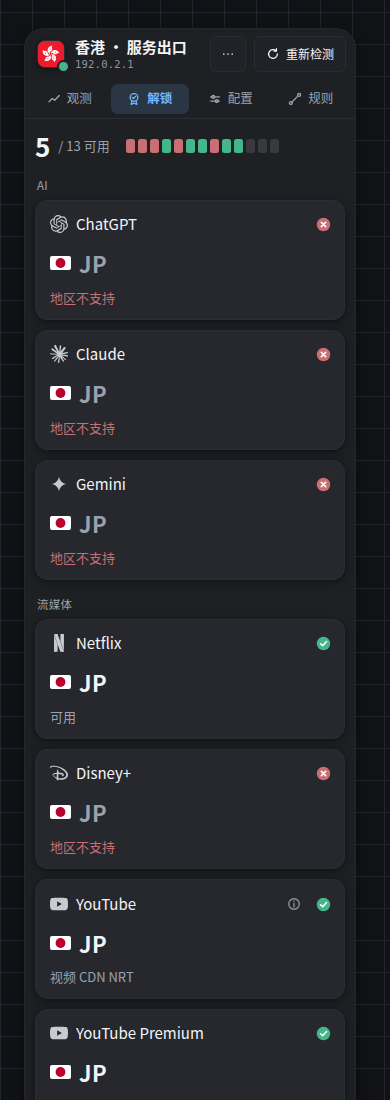 香港 · 服务出口
192.0.2.1
···
重新检测
观测
解锁
配置
规则
5 / 13 可用
AI
ChatGPT
JP
地区不支持
Claude
JP
地区不支持
Gemini
JP
地区不支持
流媒体
Netflix
JP
可用
Disney+
JP
地区不支持
YouTube
JP
视频 CDN NRT
YouTube Premium
JP